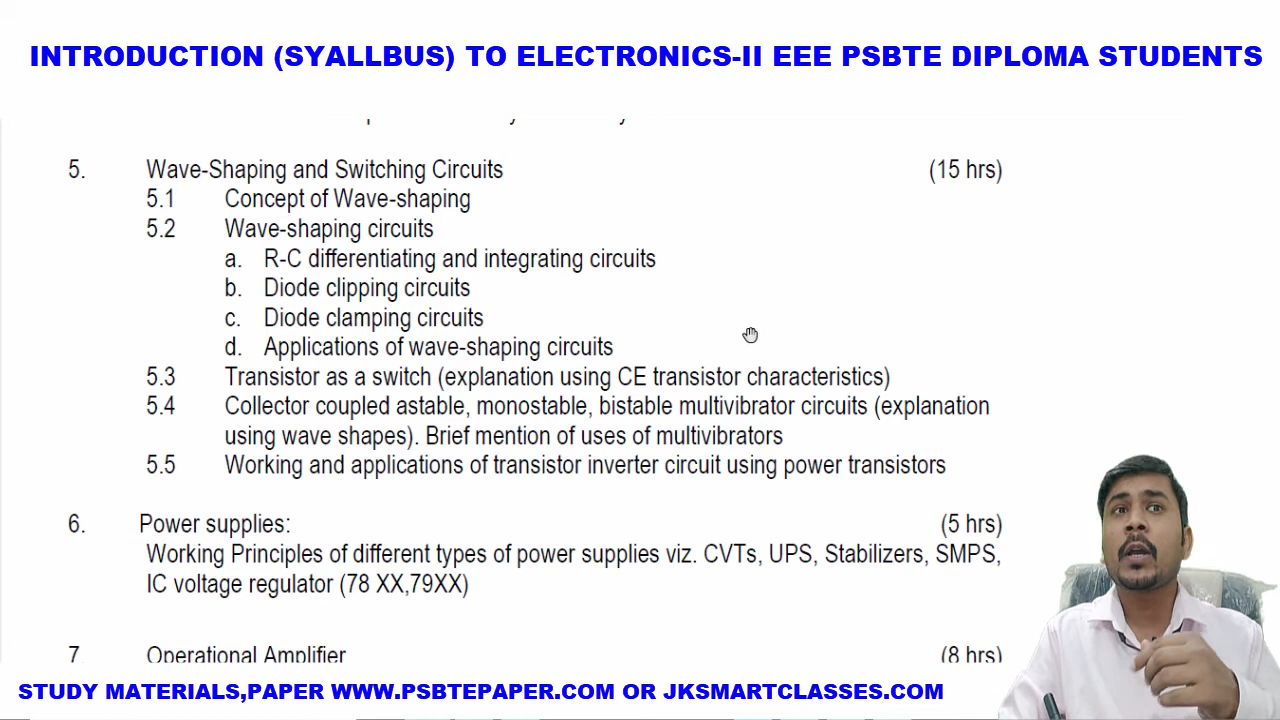 INTRODUCTION (SYALLBUS) TO ELECTRONICS-II EEE PSBTE DIPLOMA STUDENTS
5. Wave-Shaping and Switching Circuits (15 hrs)
5.1 Concept of Wave-shaping
5.2 Wave-shaping circuits
a. R-C differentiating and integrating circuits
b. Diode clipping circuits
c. Diode clamping circuits
d. Applications of wave-shaping circuits
5.3 Transistor as a switch (explanation using CE transistor characteristics)
5.4 Collector coupled astable, monostable, bistable multivibrator circuits (explanation
using wave shapes). Brief mention of uses of multivibrators
5.5 Working and applications of transistor inverter circuit using power transistors
6. Power supplies: (5 hrs)
Working Principles of different types of power supplies viz. CVTs, UPS, Stabilizers, SMPS,
IC voltage regulator (78 XX,79XX)
7 Operational Amplifier (8 hrs)
STUDY MATERIALS,PAPER WWW.PSBTEPAPER.COM OR JKSMARTCLASSES.COM